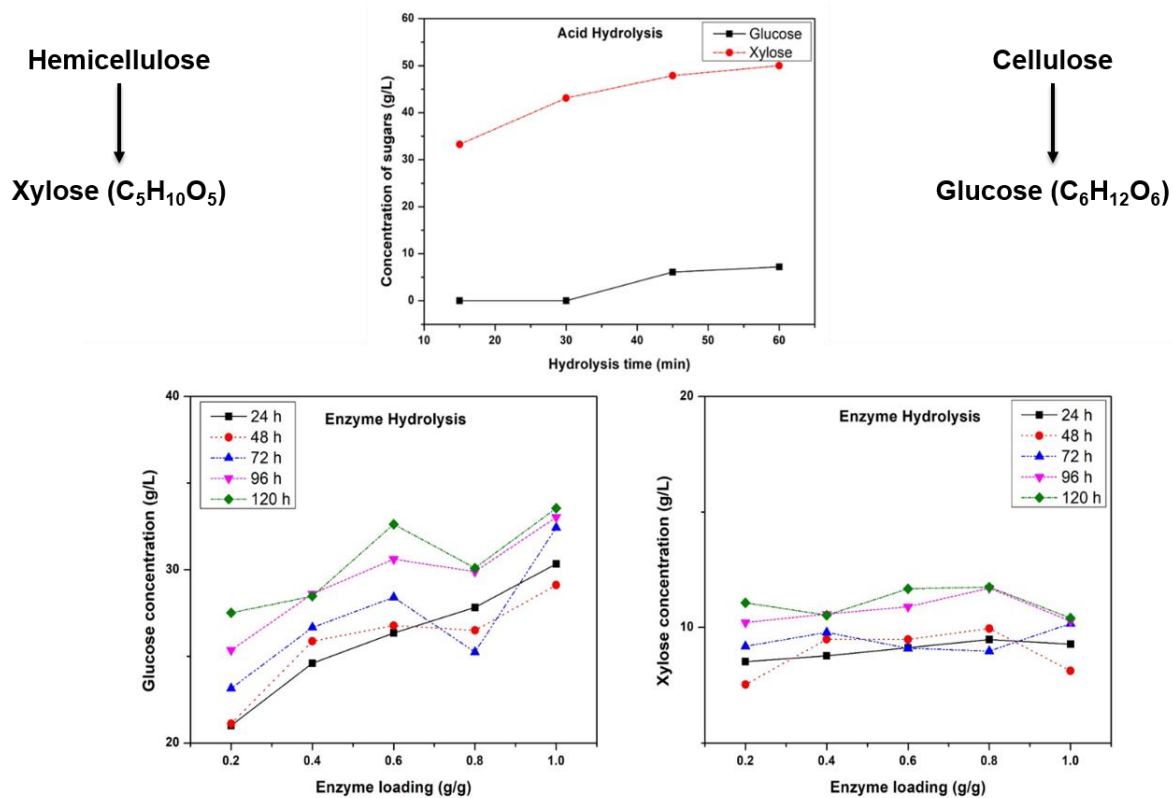 Hemicellulose
Xylose (C₅H₁₀O₅)
Acid Hydrolysis
Glucose
Xylose
60
50
40
30
20
10
0
Concentration of sugars (g/L)
10 20 30 40 50 60
Hydrolysis time (min)
Cellulose
Glucose (C₆H₁₂O₆)
Enzyme Hydrolysis
24 h
48 h
72 h
96 h
120 h
40
30
20
Glucose concentration (g/L)
0.2 0.4 0.6 0.8 1.0
Enzyme loading (g/g)
Enzyme Hydrolysis
24 h
48 h
72 h
96 h
120 h
20
10
Xylose concentration (g/L)
0.2 0.4 0.6 0.8 1.0
Enzyme loading (g/g)